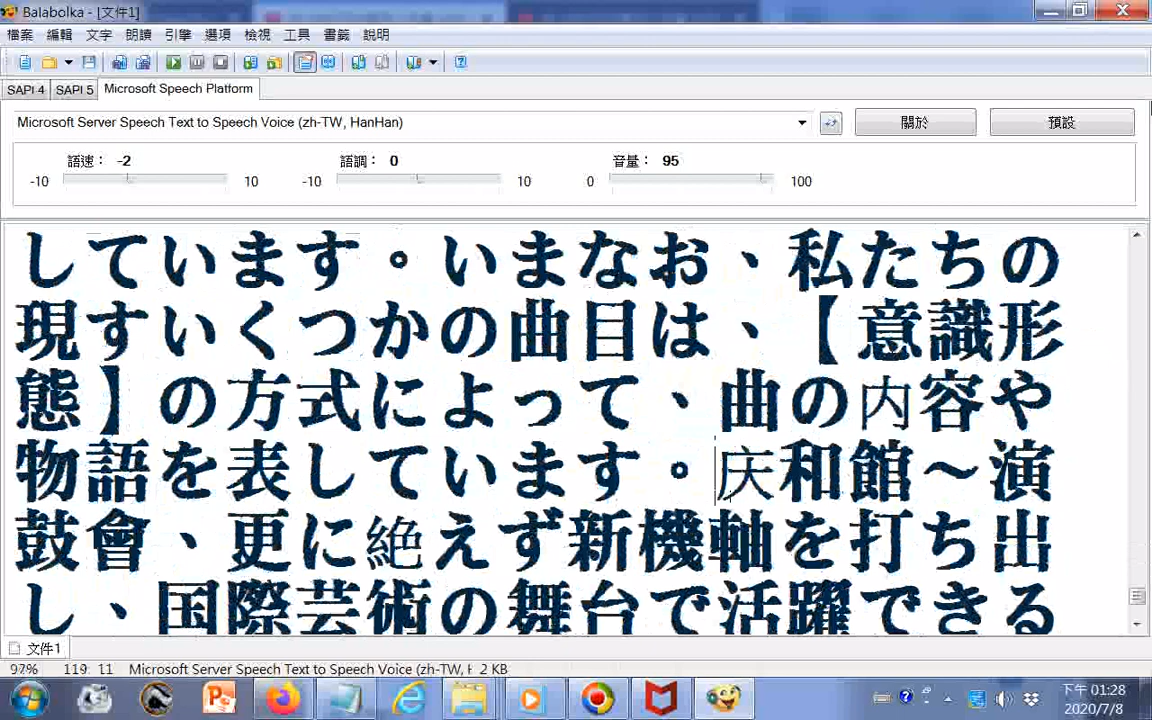 Balabolka - [文件1]
檔案 編輯 文字 朗讀 引擎 選項 檢視 工具 書籤 說明
SAPI 4 SAPI 5 Microsoft Speech Platform
Microsoft Server Speech Text to Speech Voice (zh-TW, HanHan) 關於 預設
語速： -2 語調： 0 音量： 95
-10 10 -10 10 0 100
しています。いまなお、私たちの
現すいくつかの曲目は、【意識形
態】の方式によって、曲の内容や
物語を表しています。庆和館～演
鼓會、更に絶えず新機軸を打ち出
し、国際芸術の舞台で活躍できる
文件1
97% 119: 11 Microsoft Server Speech Text to Speech Voice (zh-TW, H 2 KB
下午 01:28
2020/7/8